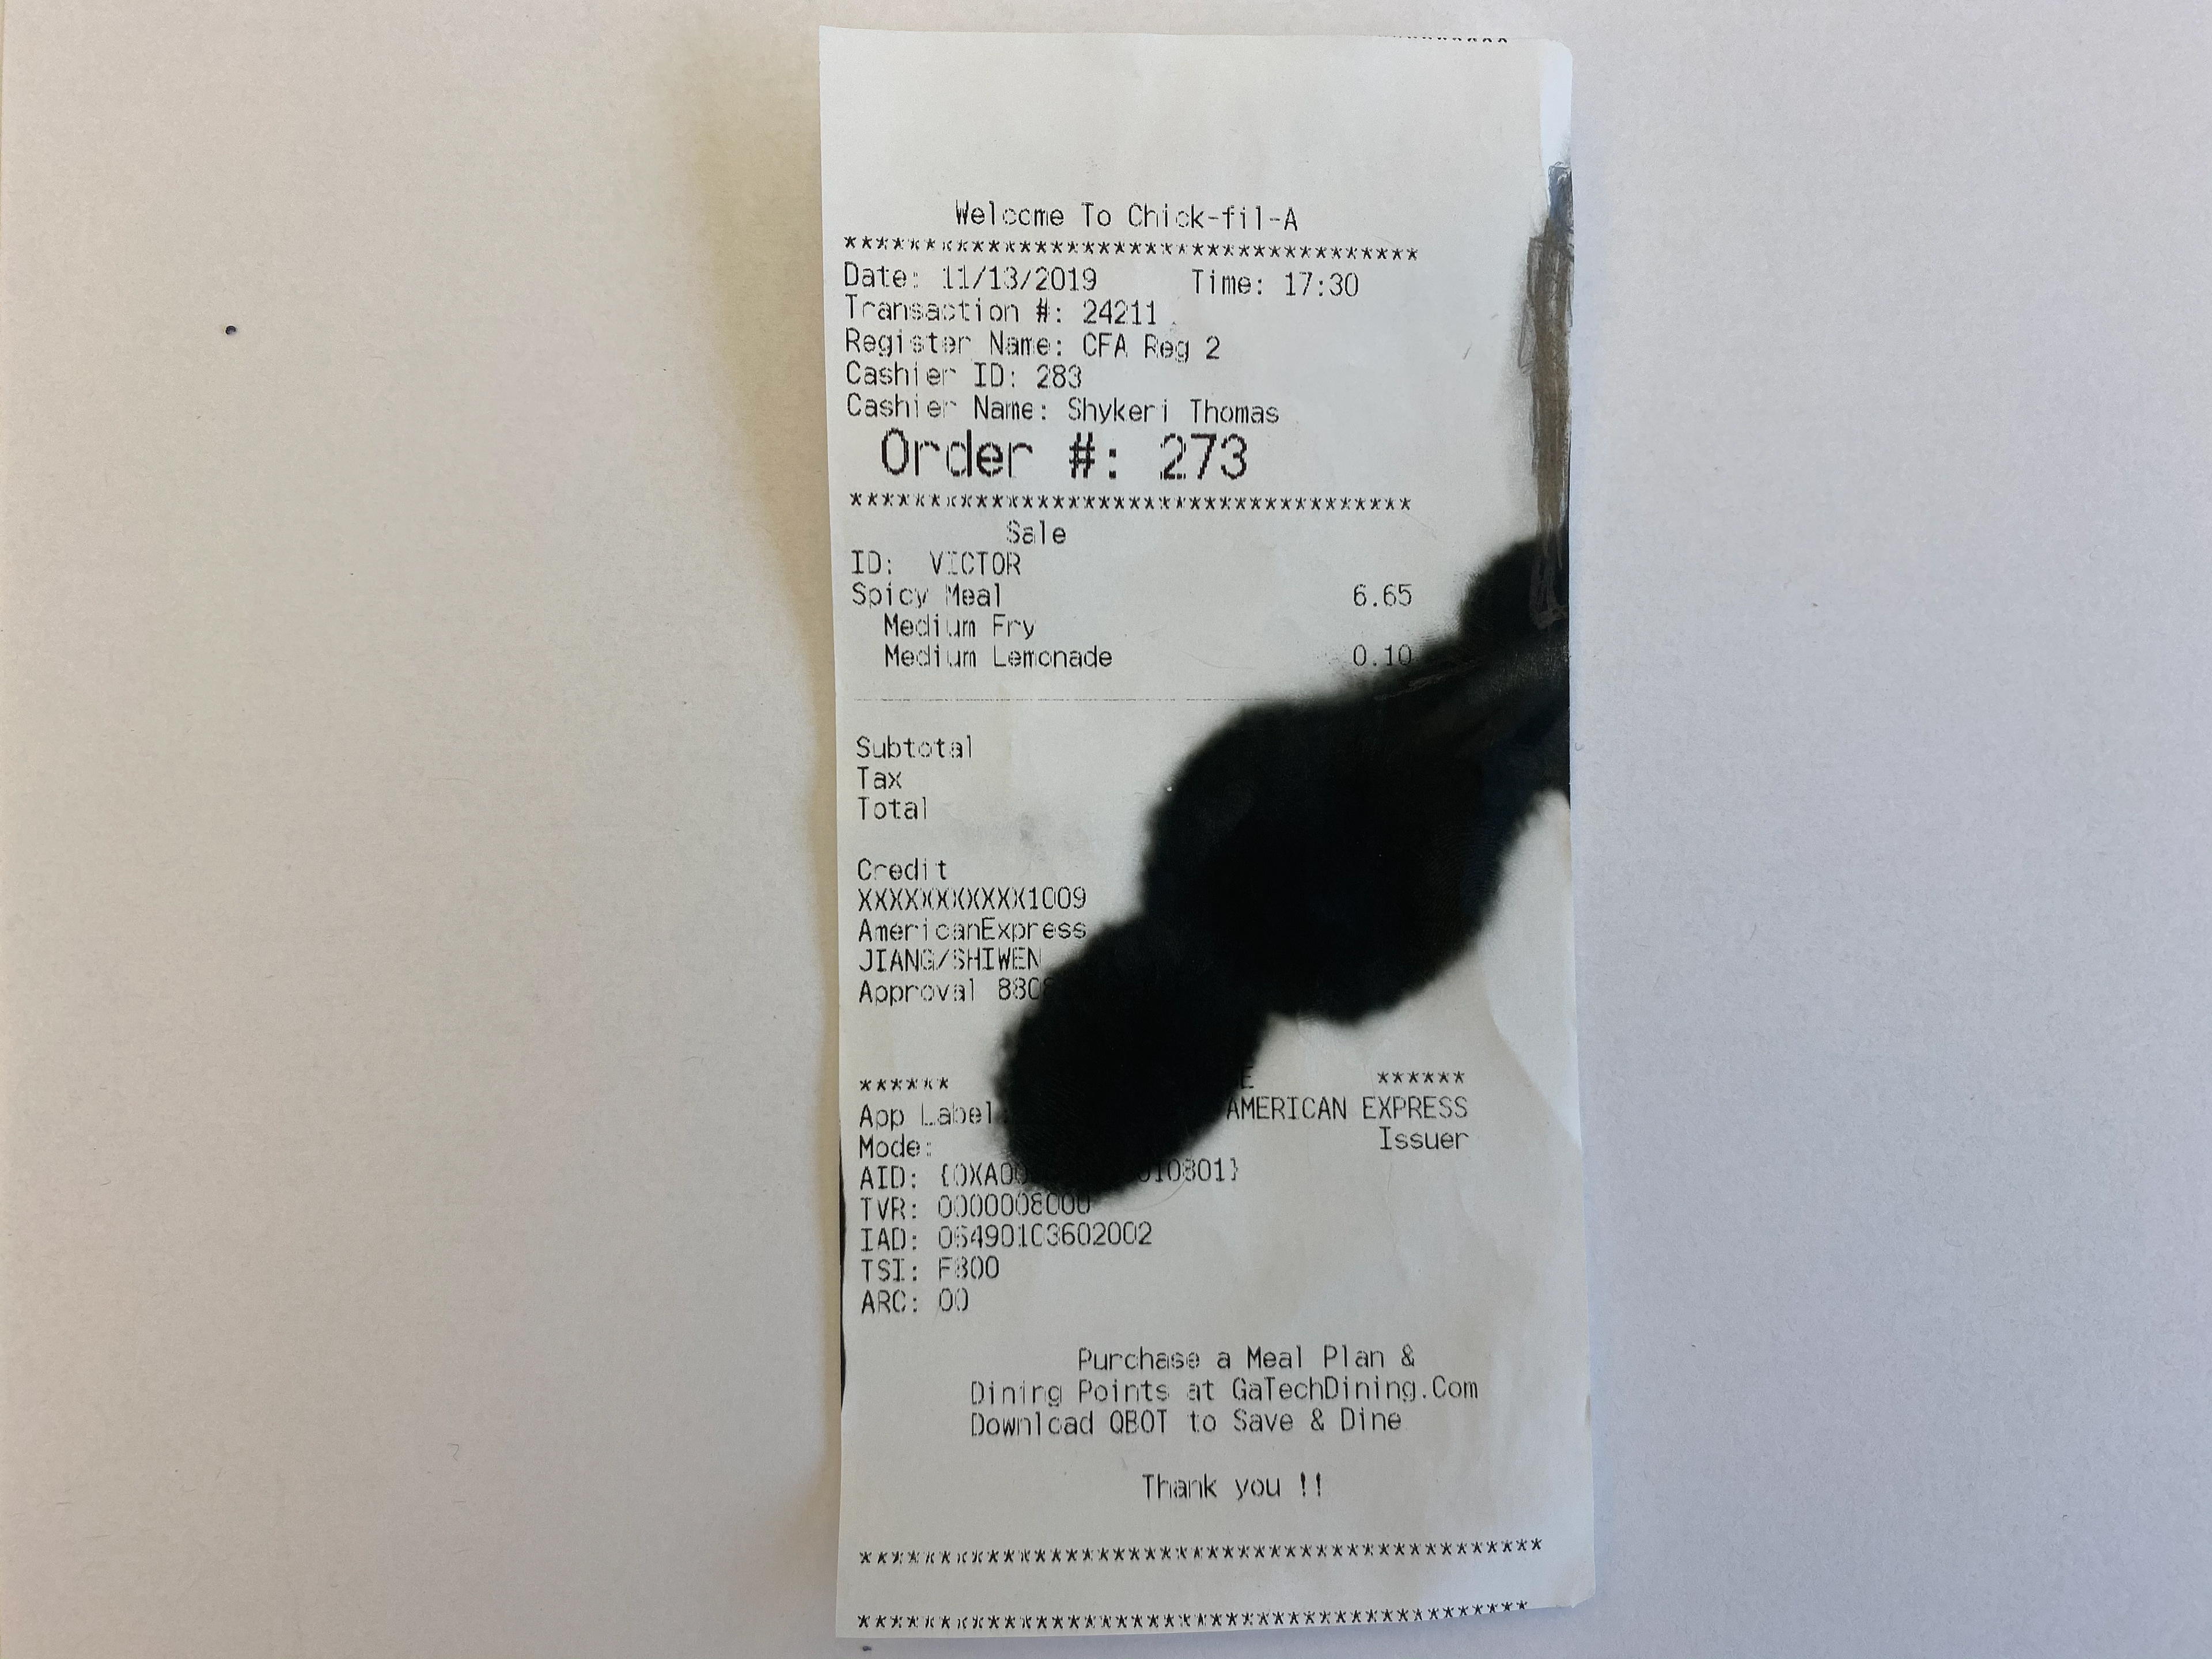 Welcome To Chick-fil-A
************************************
Date: 11/13/2019 Time: 17:30
Transaction #: 24211
Register Name: CFA Reg 2
Cashier ID: 283
Cashier Name: Shykeri Thomas
Order #: 273
************************************
Sale
ID: VICTOR
Spicy Meal 6.65
Medium Fry
Medium Lemonade 0.10
Subtotal
Tax
Total
Credit
XXXXXXXXXXX1009
AmericanExpress
JIANG/SHIWEN
Approval
****** ******
App Label: AMERICAN EXPRESS
Mode: Issuer
AID:
TVR: 0000008000
IAD: 06490103602002
TSI: F800
ARC: 00
Purchase a Meal Plan &
Dining Points at GaTechDining.Com
Download QBOT to Save & Dine
Thank you !!
*******************************************
******************************************